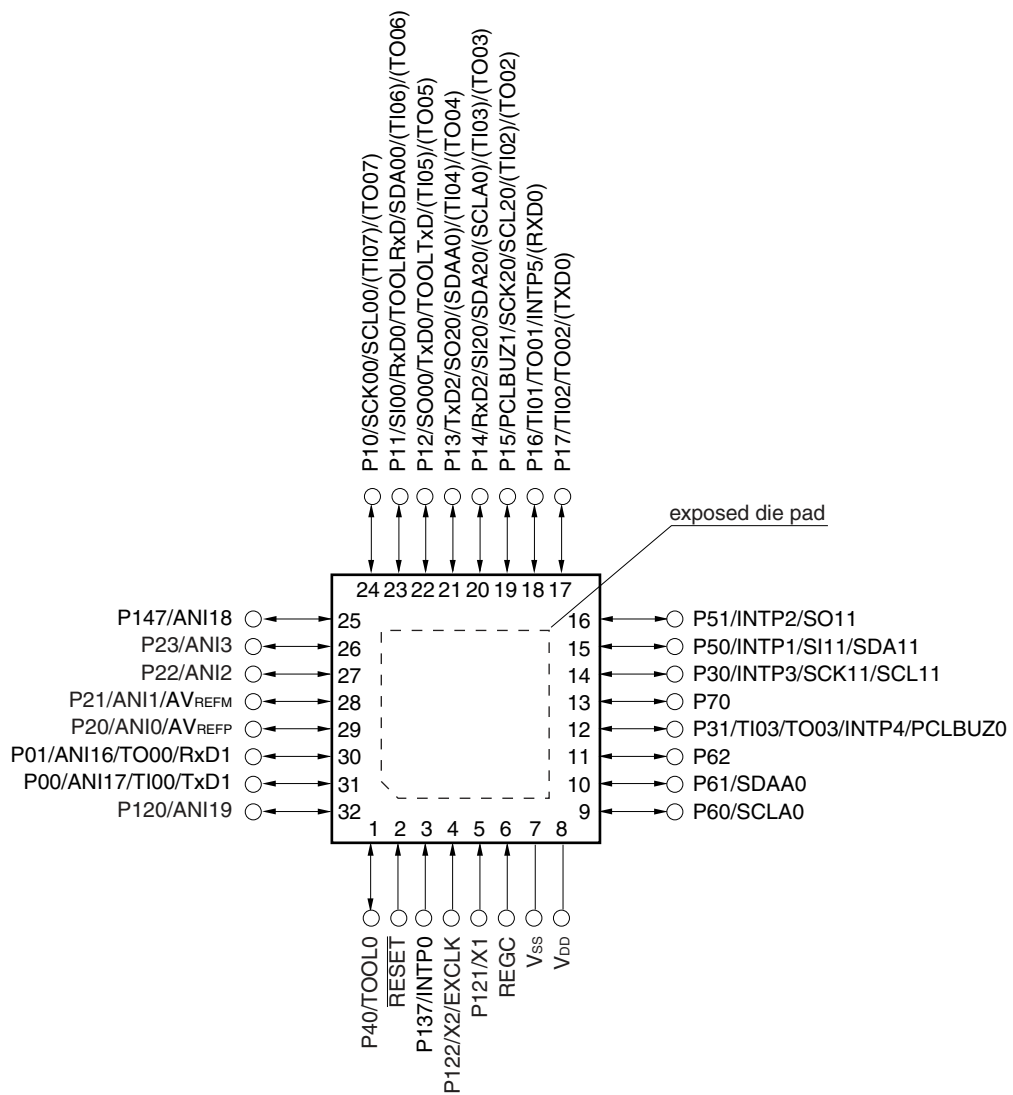 P10/SCK00/SCL00/(TI07)/(TO07)
P11/SI00/RxD0/TOOLRxD/SDA00/(TI06)/(TO06)
P12/SO00/TxD0/TOOLTxD/(TI05)/(TO05)
P13/TxD2/SO20/(SDAA0)/(TI04)/(TO04)
P14/RxD2/SI20/SDA20/(SCLA0)/(TI03)/(TO03)
P15/PCLBUZ1/SCK20/SCL20/(TI02)/(TO02)
P16/TI01/TO01/INTP5/(RXD0)
P17/TI02/TO02/(TXD0)
exposed die pad
24 23 22 21 20 19 18 17
P147/ANI18 25
P23/ANI3 26
P22/ANI2 27
P21/ANI1/AVREFM 28
P20/ANI0/AVREFP 29
P01/ANI16/TO00/RxD1 30
P00/ANI17/TI00/TxD1 31
P120/ANI19 32
16 P51/INTP2/SO11
15 P50/INTP1/SI11/SDA11
14 P30/INTP3/SCK11/SCL11
13 P70
12 P31/TI03/TO03/INTP4/PCLBUZ0
11 P62
10 P61/SDAA0
9 P60/SCLA0
1 2 3 4 5 6 7 8
P40/TOOL0
RESET
P137/INTP0
P122/X2/EXCLK
P121/X1
REGC
VSS
VDD